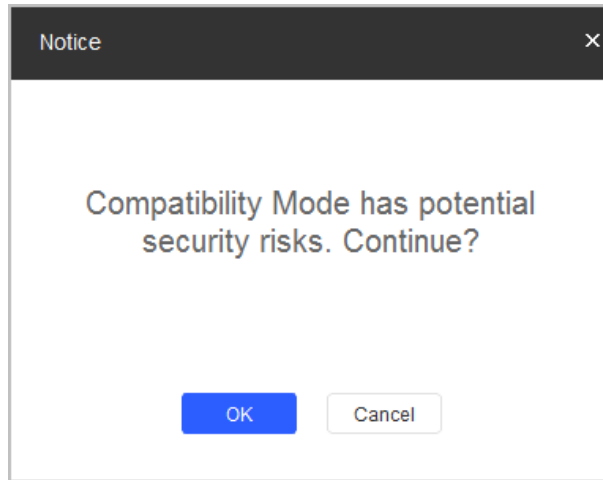 Notice
Compatibility Mode has potential
security risks. Continue?
OK
Cancel